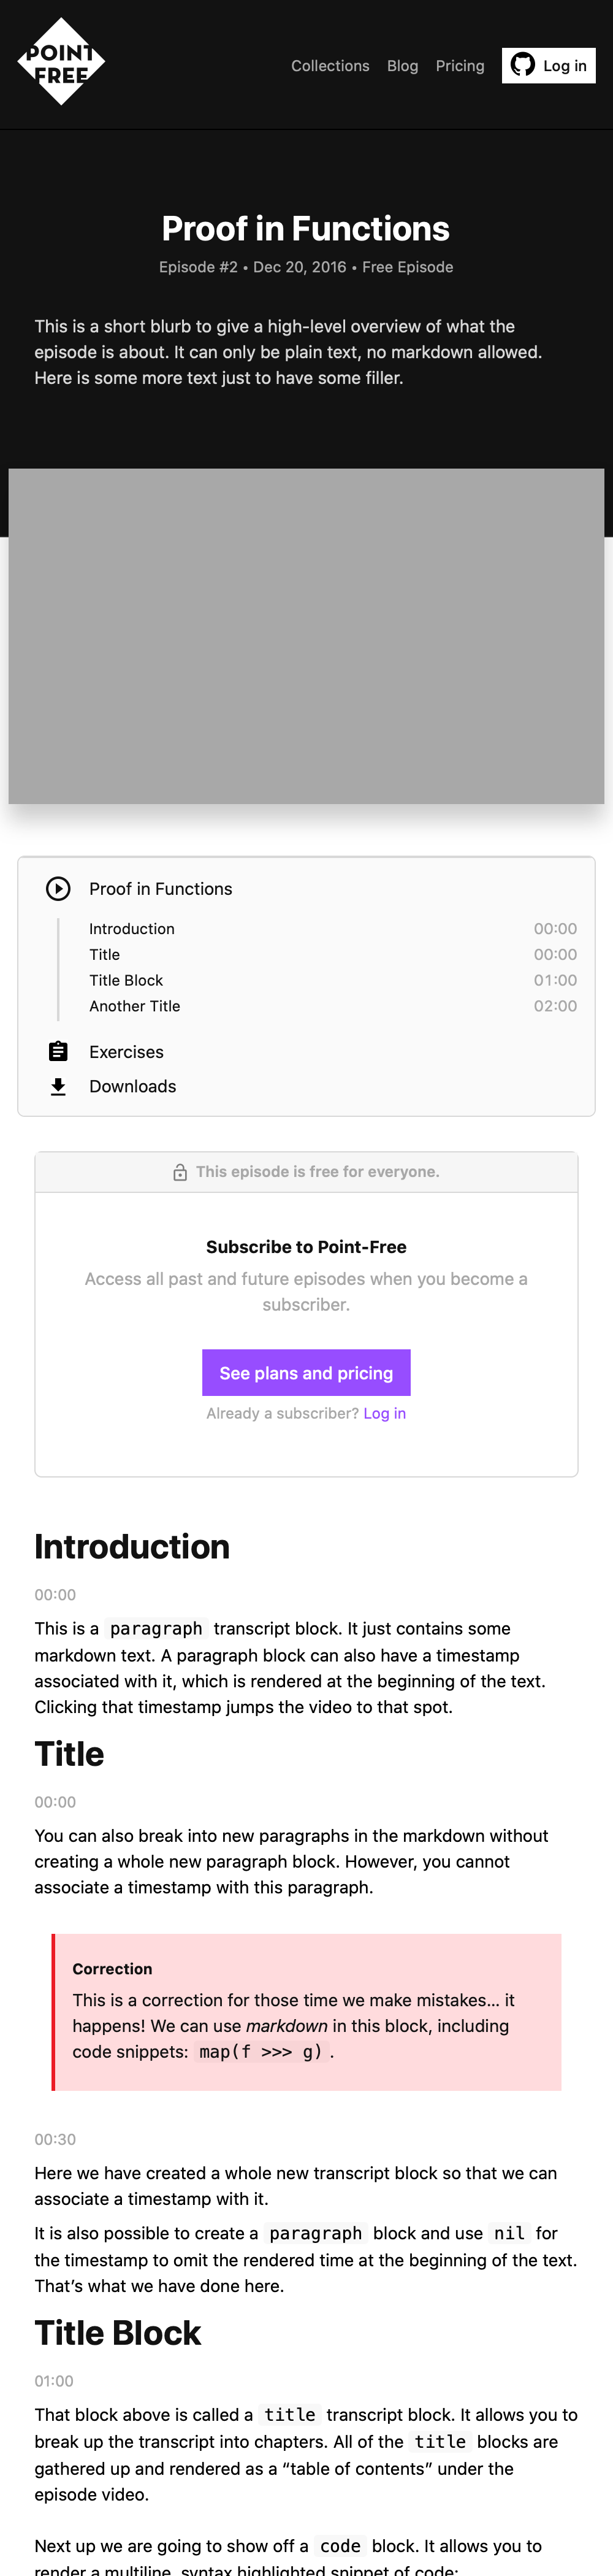 POINT
FREE
Collections Blog Pricing Log in
Proof in Functions
Episode #2 • Dec 20, 2016 • Free Episode
This is a short blurb to give a high-level overview of what the
episode is about. It can only be plain text, no markdown allowed.
Here is some more text just to have some filler.
Proof in Functions
Introduction 00:00
Title 00:00
Title Block 01:00
Another Title 02:00
Exercises
Downloads
This episode is free for everyone.
Subscribe to Point-Free
Access all past and future episodes when you become a
subscriber.
See plans and pricing
Already a subscriber? Log in
Introduction
00:00
This is a paragraph transcript block. It just contains some
markdown text. A paragraph block can also have a timestamp
associated with it, which is rendered at the beginning of the text.
Clicking that timestamp jumps the video to that spot.
Title
00:00
You can also break into new paragraphs in the markdown without
creating a whole new paragraph block. However, you cannot
associate a timestamp with this paragraph.
Correction
This is a correction for those time we make mistakes… it
happens! We can use markdown in this block, including
code snippets: map(f >>> g).
00:30
Here we have created a whole new transcript block so that we can
associate a timestamp with it.
It is also possible to create a paragraph block and use nil for
the timestamp to omit the rendered time at the beginning of the text.
That’s what we have done here.
Title Block
01:00
That block above is called a title transcript block. It allows you to
break up the transcript into chapters. All of the title blocks are
gathered up and rendered as a “table of contents” under the
episode video.
Next up we are going to show off a code block. It allows you to
render a multiline, syntax highlighted snippet of code: